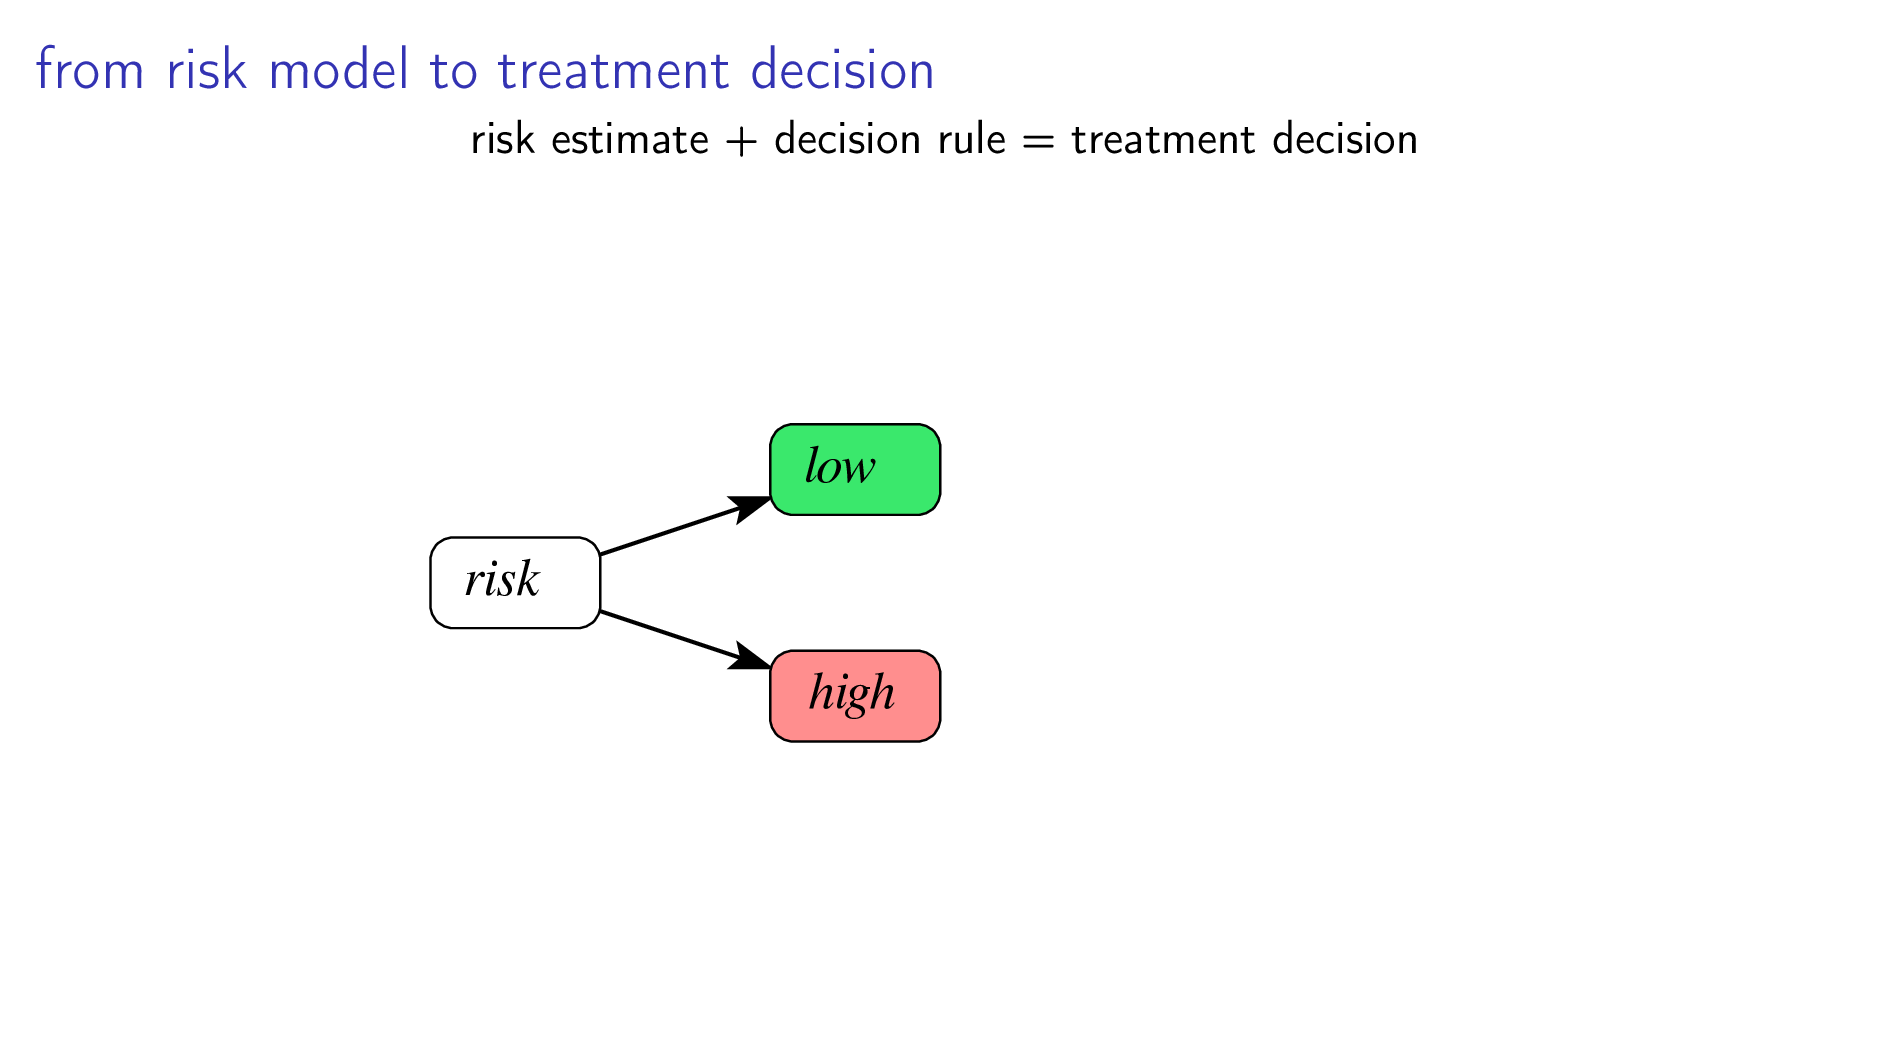 from risk model to treatment decision
risk estimate + decision rule = treatment decision
low
risk
high